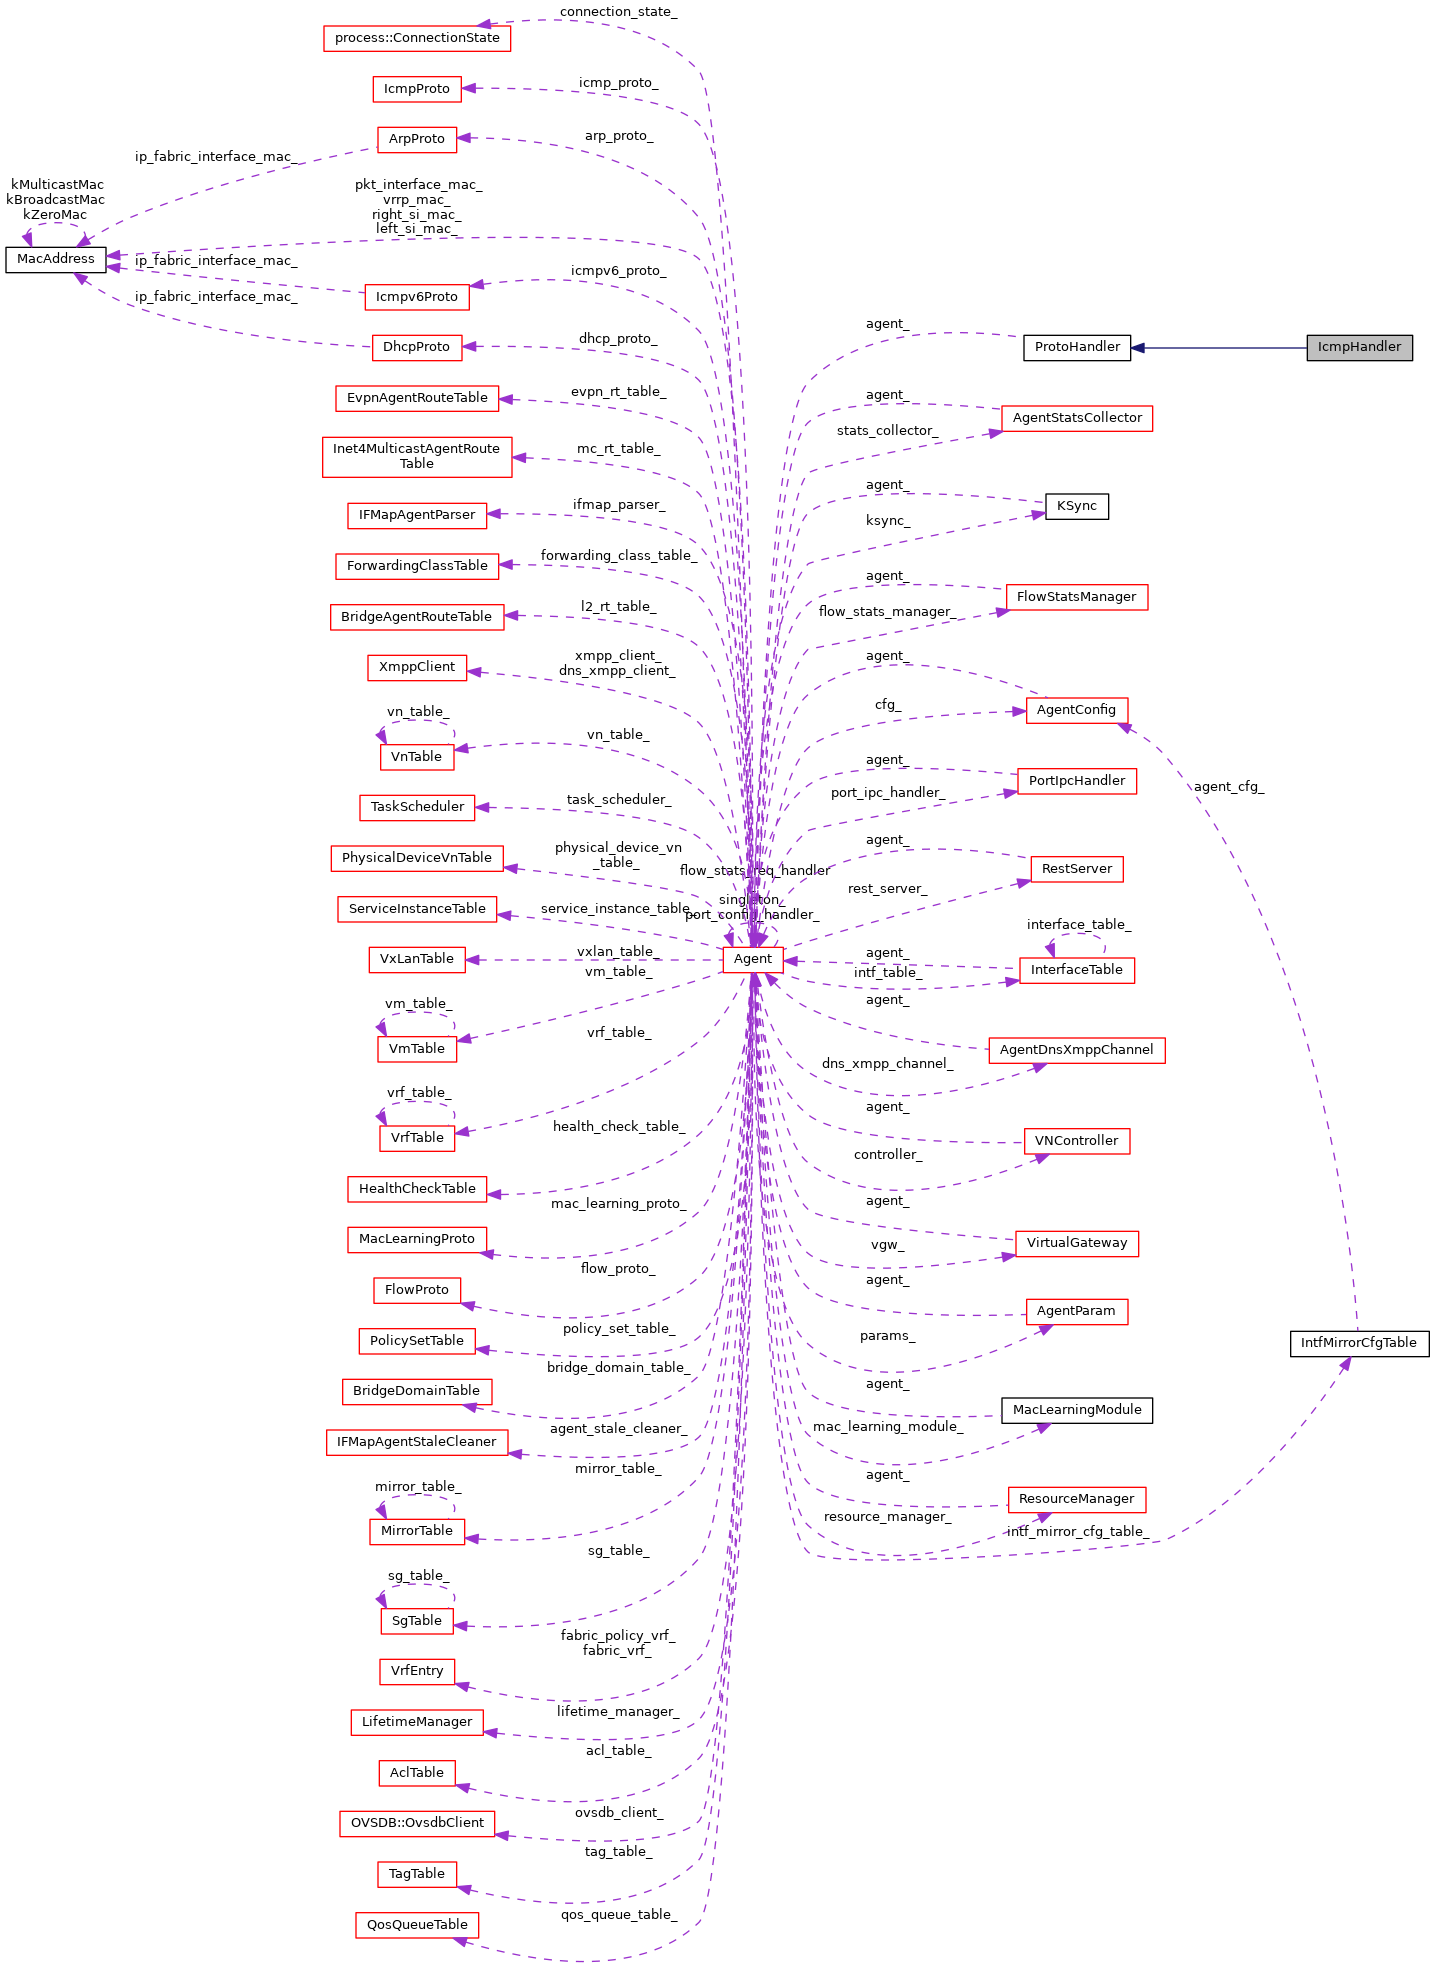 connection_state_
process::ConnectionState
icmp_proto_
IcmpProto
arp_proto_
ArpProto
ip_fabric_interface_mac_
kMulticastMac
kBroadcastMac
kZeroMac
MacAddress
pkt_interface_mac_
vrrp_mac_
right_si_mac_
left_si_mac_
ip_fabric_interface_mac_
icmpv6_proto_
Icmpv6Proto
ip_fabric_interface_mac_
dhcp_proto_
DhcpProto
evpn_rt_table_
EvpnAgentRouteTable
mc_rt_table_
Inet4MulticastAgentRoute
Table
ifmap_parser_
IFMapAgentParser
forwarding_class_table_
ForwardingClassTable
l2_rt_table_
BridgeAgentRouteTable
xmpp_client_
dns_xmpp_client_
XmppClient
vn_table_
vn_table_
VnTable
task_scheduler_
TaskScheduler
physical_device_vn
_table_
PhysicalDeviceVnTable
service_instance_table_
ServiceInstanceTable
vxlan_table_
VxLanTable
vm_table_
vm_table_
VmTable
vrf_table_
vrf_table_
VrfTable
health_check_table_
HealthCheckTable
mac_learning_proto_
MacLearningProto
flow_proto_
FlowProto
policy_set_table_
PolicySetTable
bridge_domain_table_
BridgeDomainTable
agent_stale_cleaner_
IFMapAgentStaleCleaner
mirror_table_
mirror_table_
MirrorTable
sg_table_
sg_table_
SgTable
fabric_policy_vrf_
fabric_vrf_
VrfEntry
lifetime_manager_
LifetimeManager
acl_table_
AclTable
ovsdb_client_
OVSDB::OvsdbClient
tag_table_
TagTable
qos_queue_table_
QosQueueTable
flow_stats_req_handler
_
singleton_
port_config_handler_
Agent
agent_
ProtoHandler
IcmpHandler
agent_
AgentStatsCollector
stats_collector_
agent_
KSync
ksync_
agent_
FlowStatsManager
flow_stats_manager_
agent_
AgentConfig
cfg_
agent_
PortIpcHandler
port_ipc_handler_
agent_cfg_
agent_
RestServer
rest_server_
interface_table_
agent_
InterfaceTable
intf_table_
agent_
AgentDnsXmppChannel
dns_xmpp_channel_
agent_
VNController
controller_
agent_
VirtualGateway
vgw_
agent_
AgentParam
params_
IntfMirrorCfgTable
agent_
MacLearningModule
mac_learning_module_
agent_
ResourceManager
resource_manager_
intf_mirror_cfg_table_